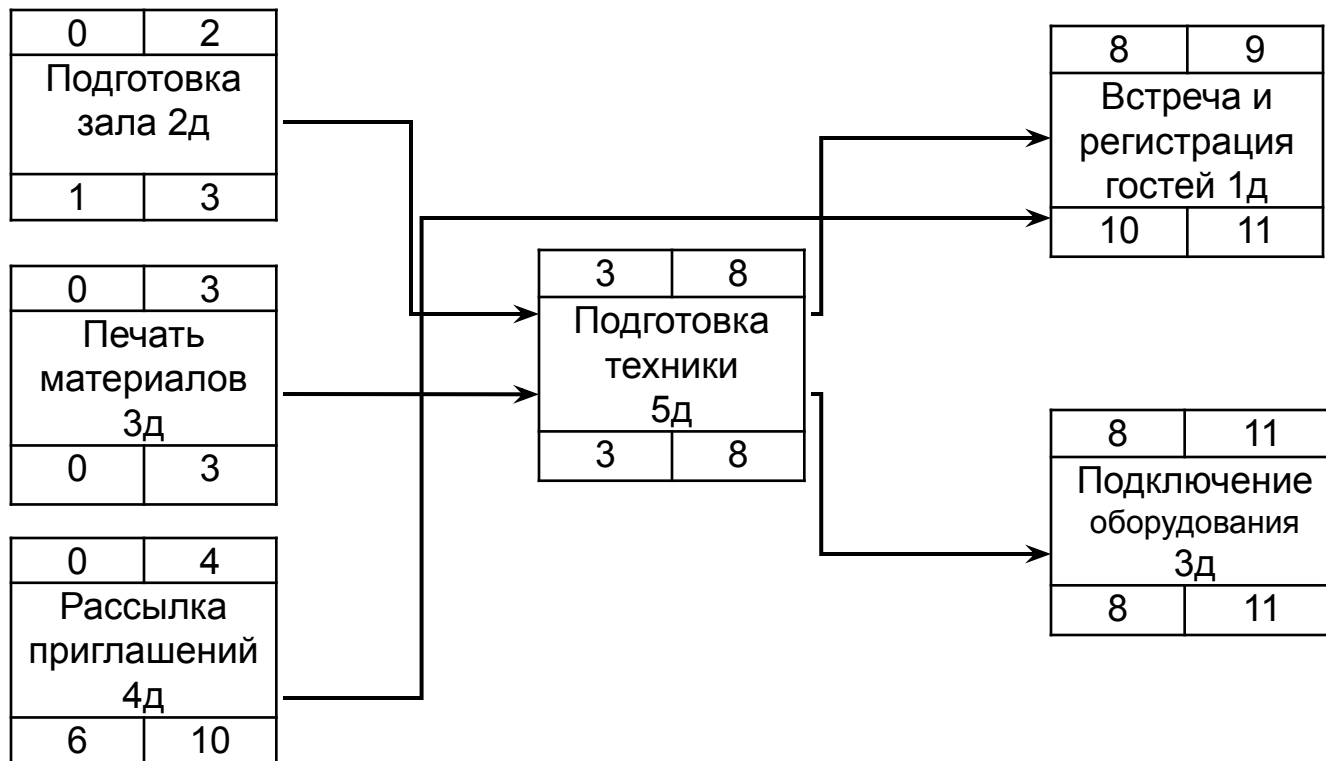 0 2
Подготовка
зала 2д
1 3
0 3
Печать
материалов
3д
0 3
0 4
Рассылка
приглашений
4д
6 10
3 8
Подготовка
техники
5д
3 8
8 9
Встреча и
регистрация
гостей 1д
10 11
8 11
Подключение
оборудования
3д
8 11